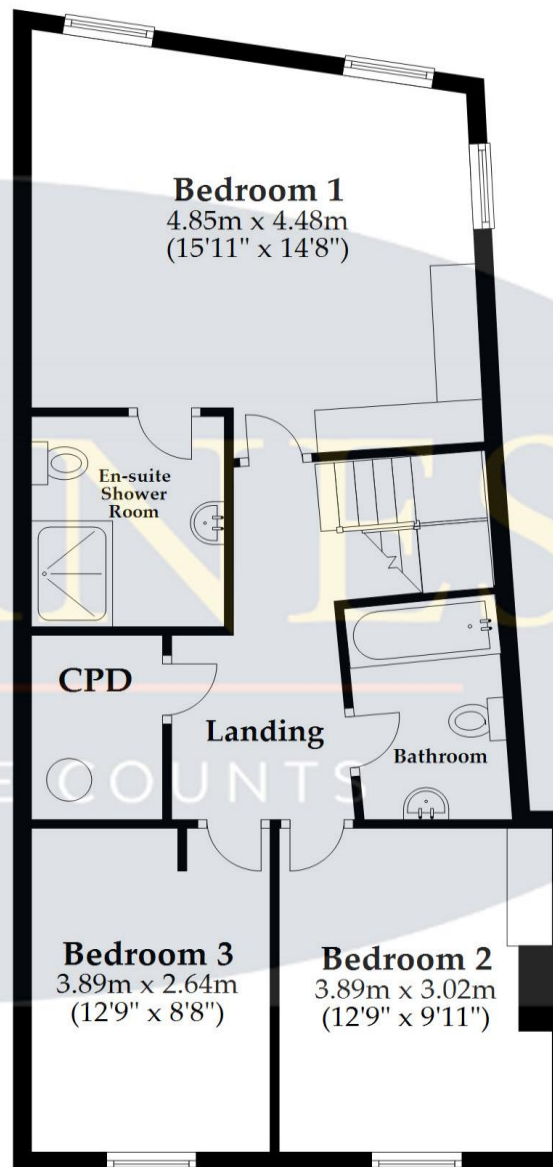 Bedroom 1
4.85m x 4.48m
(15'11" x 14'8")
En-suite
Shower
Room
CPD
Landing
Bathroom
COUNTS
Bedroom 3
3.89m x 2.64m
(12'9" x 8'8")
Bedroom 2
3.89m x 3.02m
(12'9" x 9'11")